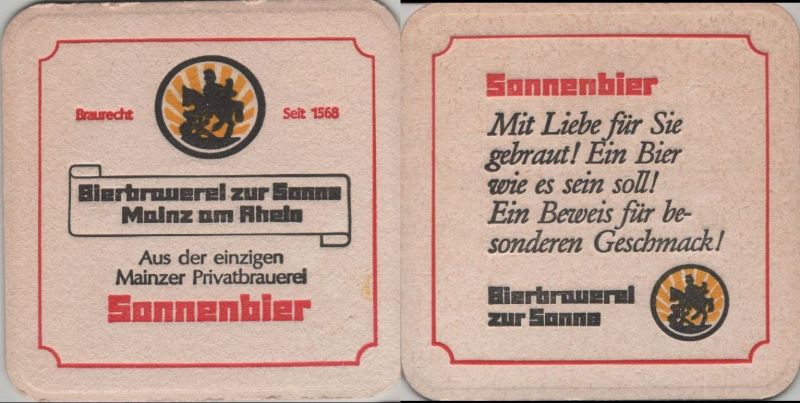 Braurecht Seit 1568
Bierbrauerei zur Sonne
Mainz am Rhein
Aus der einzigen
Mainzer Privatbrauerei
Sonnenbier
Sonnenbier
Mit Liebe für Sie
gebraut! Ein Bier
wie es sein soll!
Ein Beweis für be-
sonderen Geschmack!
Bierbrauerei
zur Sonne